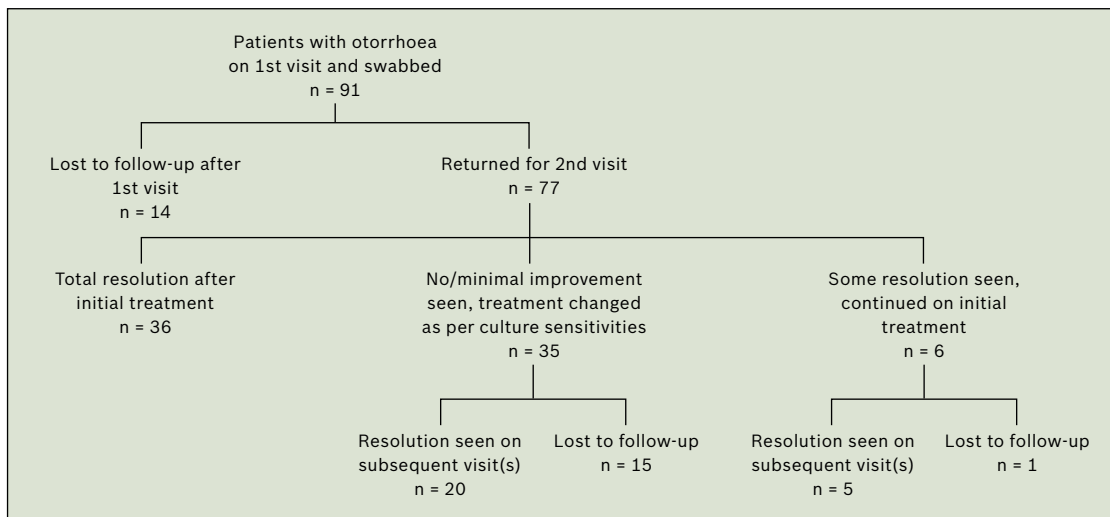 Patients with otorrhoea
on 1st visit and swabbed
n = 91
Lost to follow-up after
1st visit
n = 14
Returned for 2nd visit
n = 77
Total resolution after
initial treatment
n = 36
No/minimal improvement
seen, treatment changed
as per culture sensitivities
n = 35
Some resolution seen,
continued on initial
treatment
n = 6
Resolution seen on
subsequent visit(s)
n = 20
Lost to follow-up
n = 15
Resolution seen on
subsequent visit(s)
n = 5
Lost to follow-up
n = 1